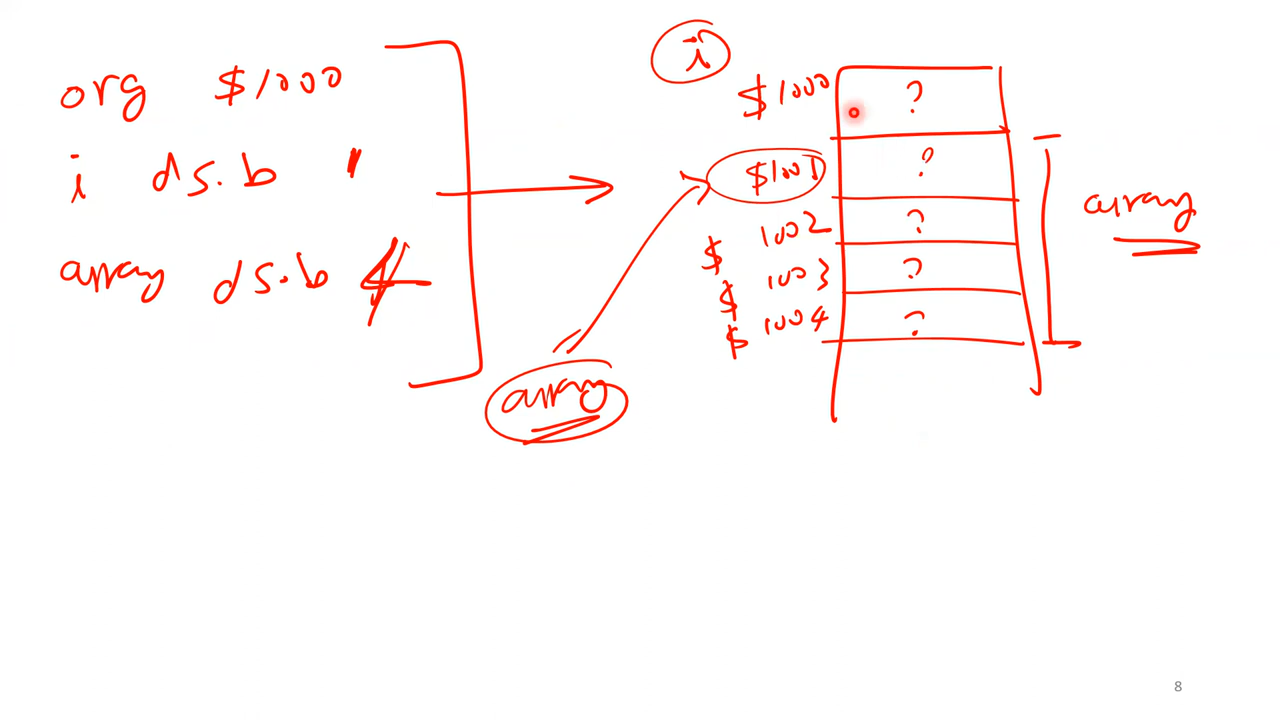 org $1000
i ds.b 1
array ds.b 4
array
i
$1000 ?
$1001 ?
$1002 ?
$1003 ?
$1004 ?
array
8